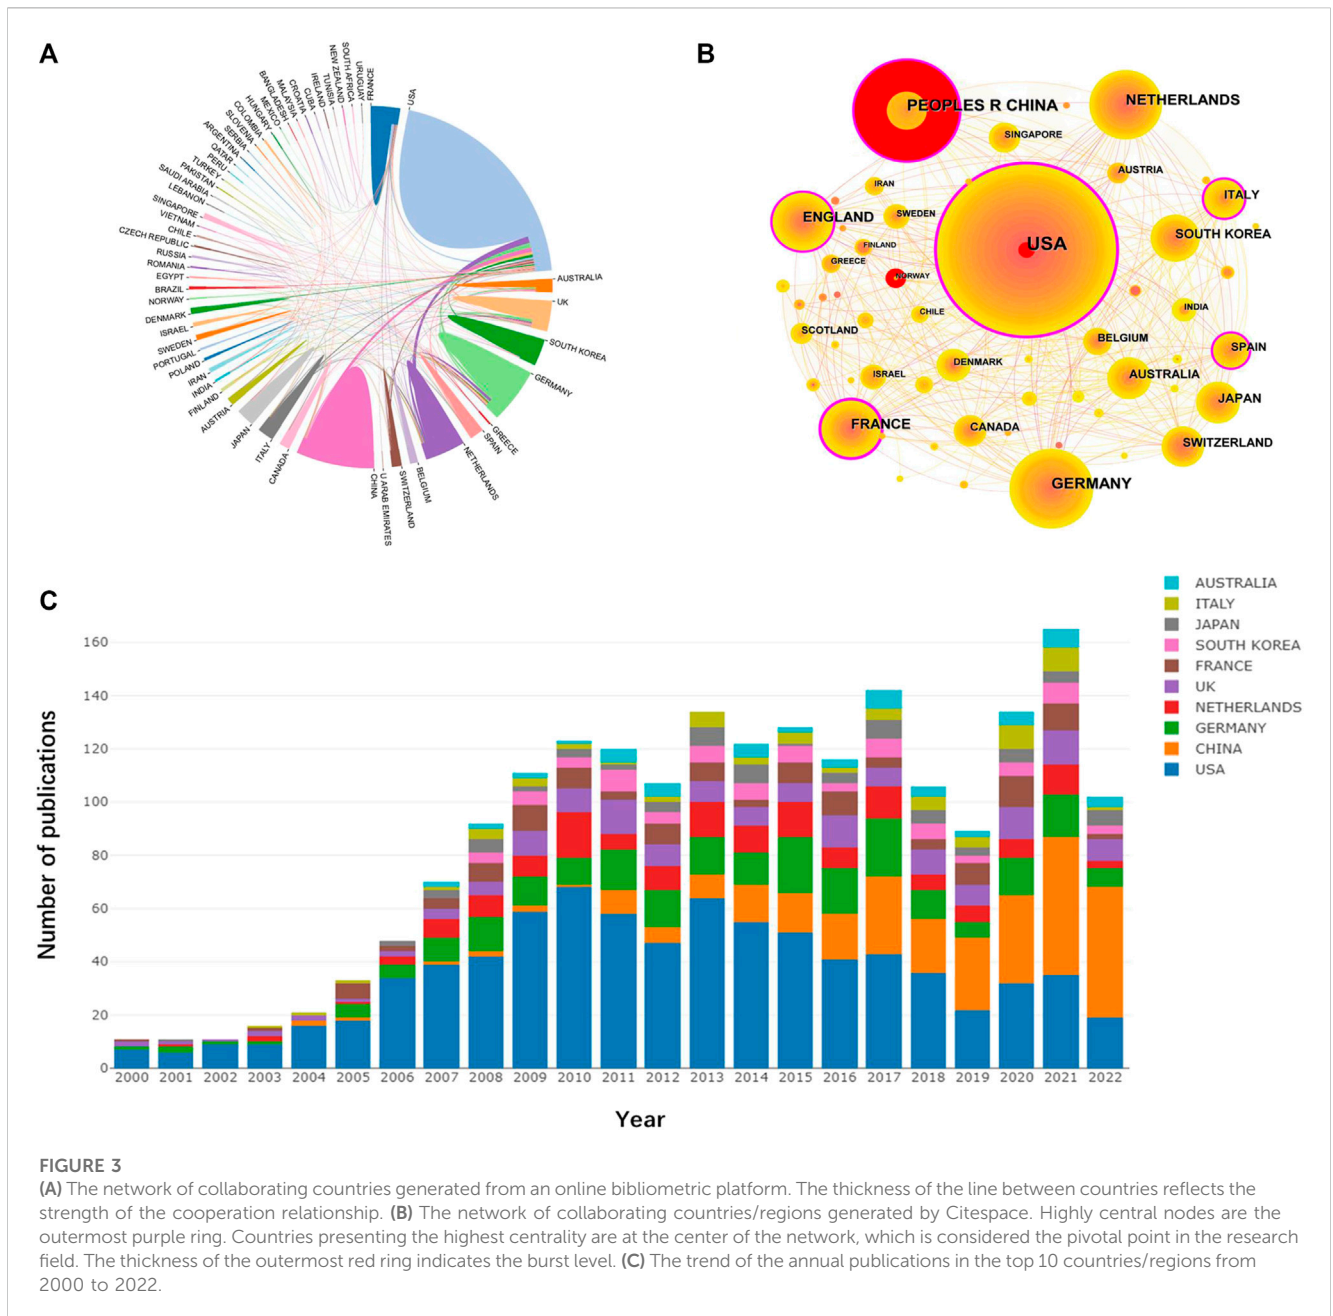 A
FRANCE
USA
AUSTRALIA
UK
SOUTH KOREA
GERMANY
GREECE
SPAIN
NETHERLANDS
BELGIUM
SWITZERLAND
U ARAB EMIRATES
CHINA
CANADA
ITALY
JAPAN
AUSTRIA
FINLAND
INDIA
IRAN
POLAND
PORTUGAL
SWEDEN
ISRAEL
DENMARK
NORWAY
BRAZIL
EGYPT
ROMANIA
RUSSIA
CZECH REPUBLIC
CHILE
VIETNAM
SINGAPORE
LEBANON
SAUDI ARABIA
PAKISTAN
TURKEY
PERU
QATAR
ARGENTINA
SERBIA
SLOVENIA
COLOMBIA
HUNGARY
MEXICO
BANGLADESH
MALAYSIA
CROATIA
CUBA
IRELAND
TUNISIA
NEW ZEALAND
SOUTH AFRICA
URUGUAY
B
PEOPLES R CHINA
NETHERLANDS
SINGAPORE
AUSTRIA
IRAN
ITALY
ENGLAND
SWEDEN
SOUTH KOREA
USA
FINLAND
GREECE
NORWAY
CHILE
INDIA
SCOTLAND
BELGIUM
SPAIN
DENMARK
ISRAEL
AUSTRALIA
JAPAN
FRANCE
CANADA
SWITZERLAND
GERMANY
C
AUSTRALIA
ITALY
JAPAN
SOUTH KOREA
FRANCE
UK
NETHERLANDS
GERMANY
CHINA
USA
Number of publications
160
140
120
100
80
60
40
20
0
2000 2001 2002 2003 2004 2005 2006 2007 2008 2009 2010 2011 2012 2013 2014 2015 2016 2017 2018 2019 2020 2021 2022
Year
FIGURE 3
(A) The network of collaborating countries generated from an online bibliometric platform. The thickness of the line between countries reflects the
strength of the cooperation relationship. (B) The network of collaborating countries/regions generated by Citespace. Highly central nodes are the
outermost purple ring. Countries presenting the highest centrality are at the center of the network, which is considered the pivotal point in the research
field. The thickness of the outermost red ring indicates the burst level. (C) The trend of the annual publications in the top 10 countries/regions from
2000 to 2022.